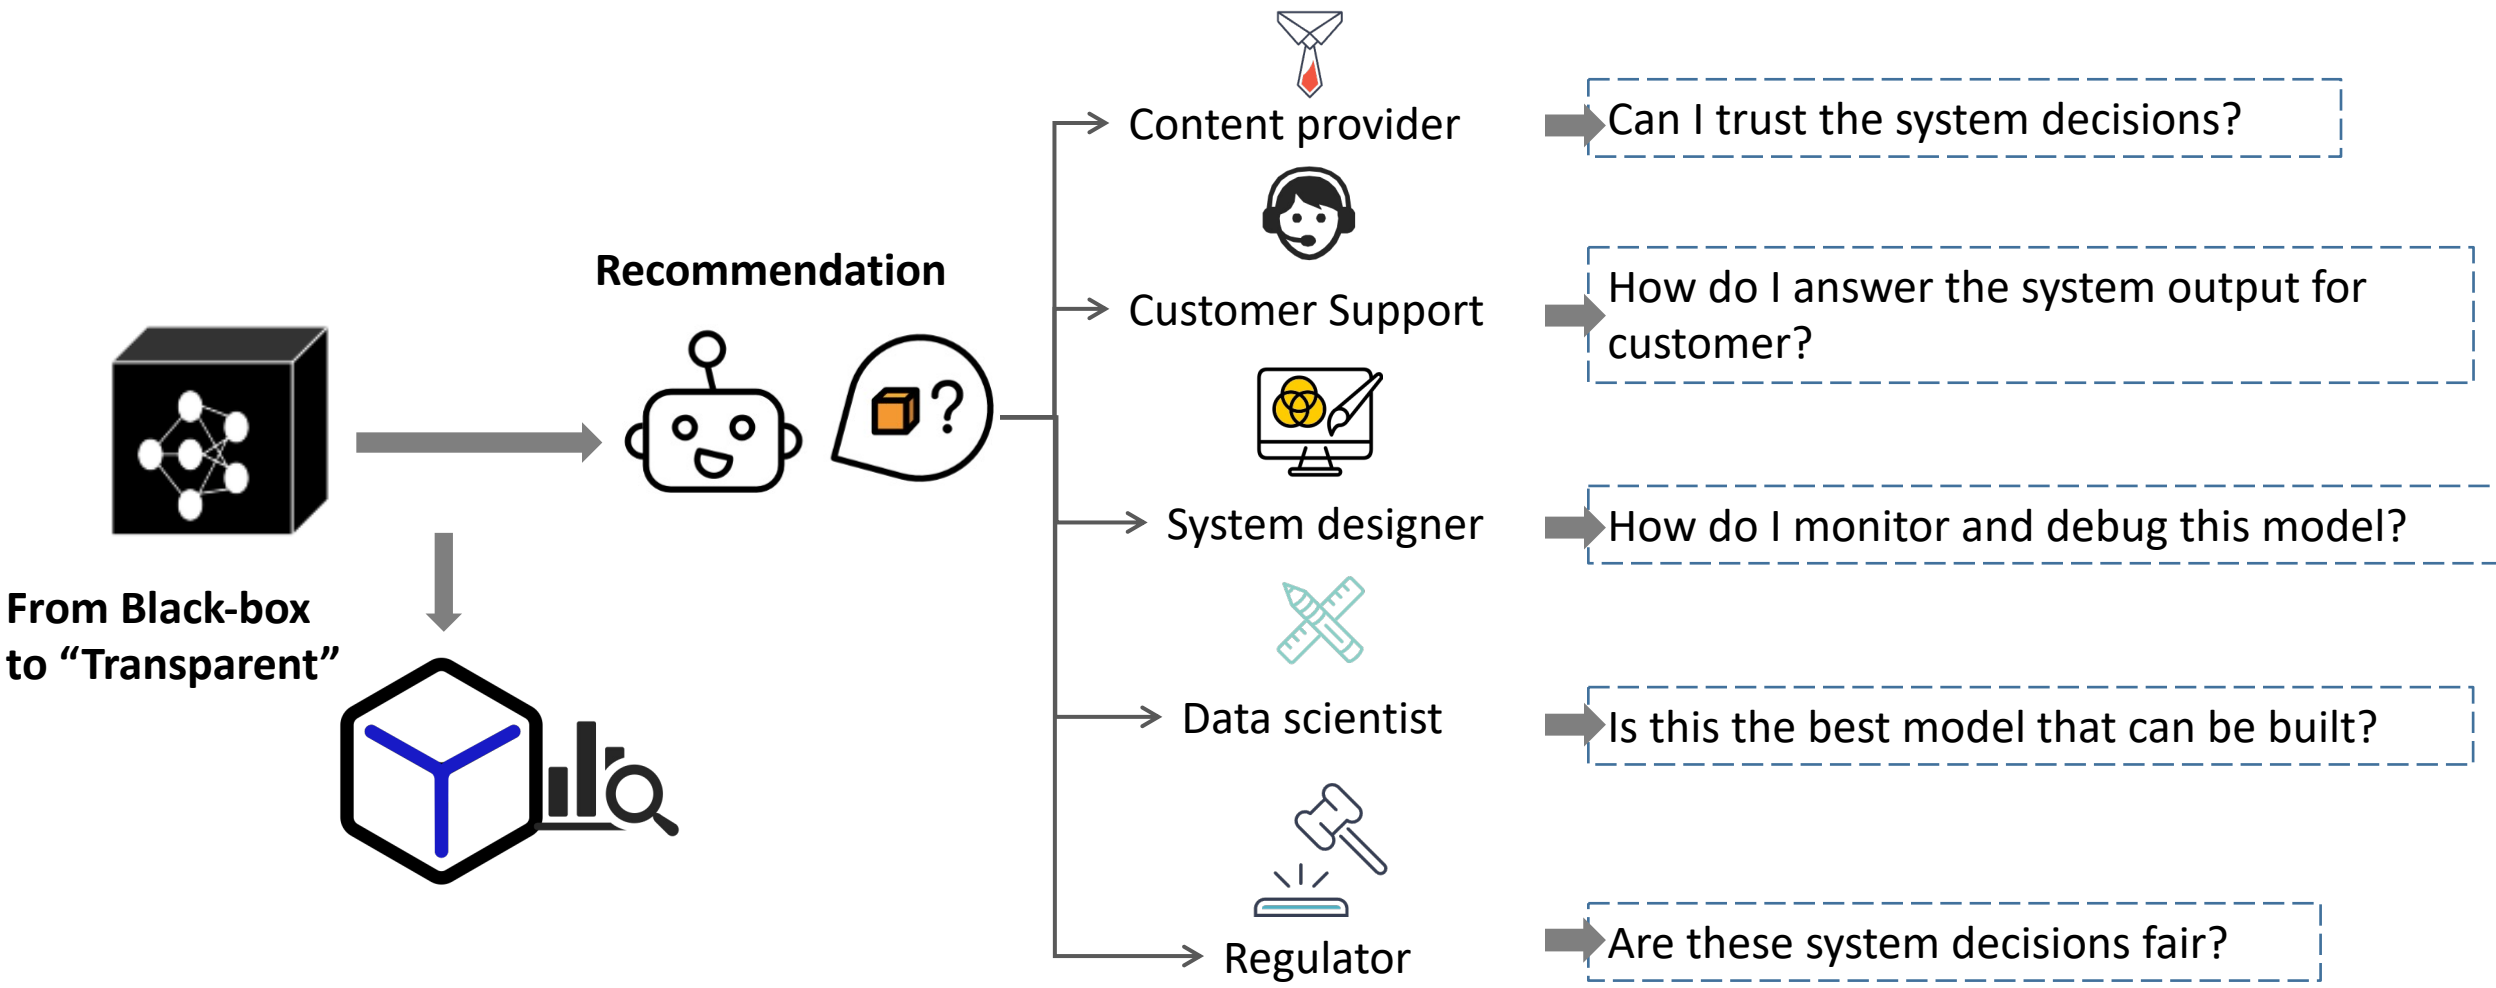 Content provider
Can I trust the system decisions?
Recommendation
?
Customer Support
How do I answer the system output for
customer?
System designer
How do I monitor and debug this model?
From Black-box
to “Transparent”
Data scientist
Is this the best model that can be built?
Regulator
Are these system decisions fair?